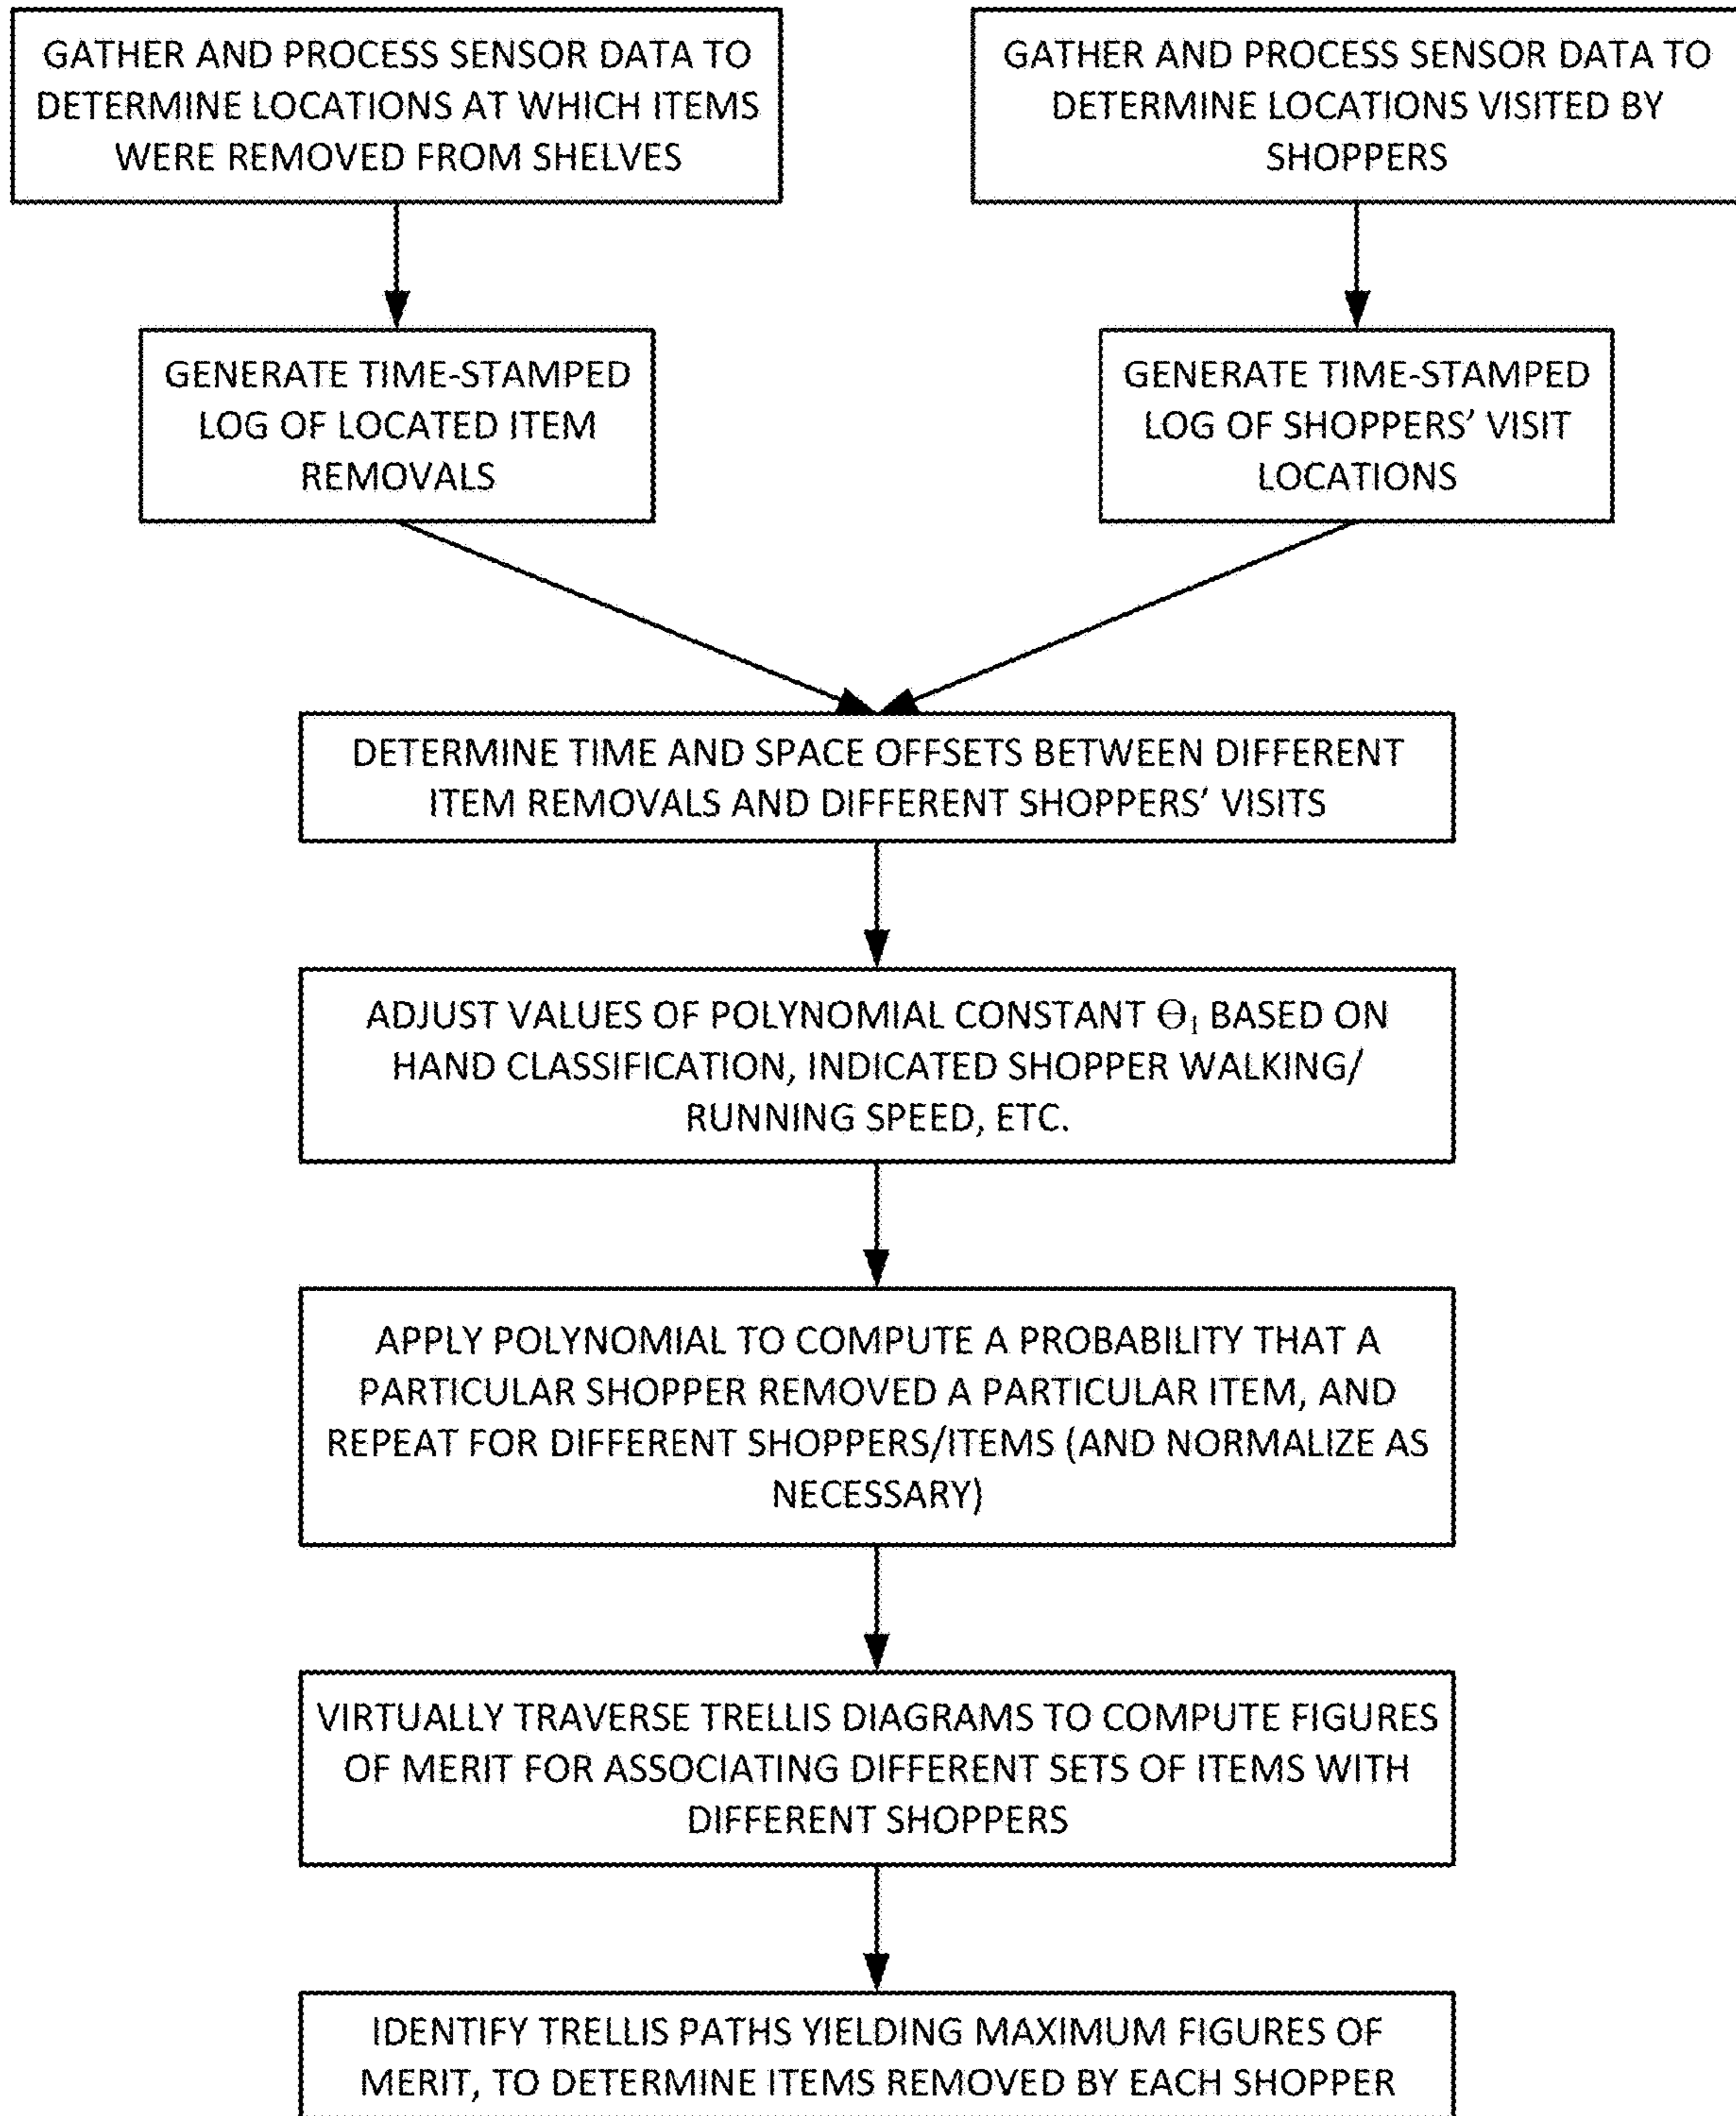 GATHER AND PROCESS SENSOR DATA TO
DETERMINE LOCATIONS AT WHICH ITEMS
WERE REMOVED FROM SHELVES
GATHER AND PROCESS SENSOR DATA TO
DETERMINE LOCATIONS VISITED BY
SHOPPERS
GENERATE TIME-STAMPED
LOG OF LOCATED ITEM
REMOVALS
GENERATE TIME-STAMPED
LOG OF SHOPPERS’ VISIT
LOCATIONS
DETERMINE TIME AND SPACE OFFSETS BETWEEN DIFFERENT
ITEM REMOVALS AND DIFFERENT SHOPPERS’ VISITS
ADJUST VALUES OF POLYNOMIAL CONSTANT Θ₁ BASED ON
HAND CLASSIFICATION, INDICATED SHOPPER WALKING/
RUNNING SPEED, ETC.
APPLY POLYNOMIAL TO COMPUTE A PROBABILITY THAT A
PARTICULAR SHOPPER REMOVED A PARTICULAR ITEM, AND
REPEAT FOR DIFFERENT SHOPPERS/ITEMS (AND NORMALIZE AS
NECESSARY)
VIRTUALLY TRAVERSE TRELLIS DIAGRAMS TO COMPUTE FIGURES
OF MERIT FOR ASSOCIATING DIFFERENT SETS OF ITEMS WITH
DIFFERENT SHOPPERS
IDENTIFY TRELLIS PATHS YIELDING MAXIMUM FIGURES OF
MERIT, TO DETERMINE ITEMS REMOVED BY EACH SHOPPER